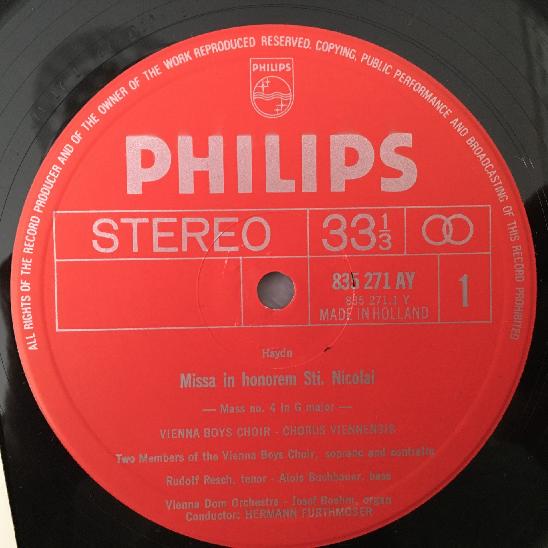 ALL RIGHTS OF THE RECORD PRODUCER AND OF THE OWNER OF THE WORK REPRODUCED RESERVED. COPYING, PUBLIC PERFORMANCE AND BROADCASTING OF THIS RECORD PROHIBITED
PHILIPS
PHILIPS
STEREO 33 1/3
835 271 AY
835 271.1 Y
MADE IN HOLLAND
1
Haydn
Missa in honorem Sti. Nicolai
— Mass no. 4 in G major —
VIENNA BOYS CHOIR - CHORUS VIENNENSIS
Two Members of the Vienna Boys Choir, soprano and contralto
Rudolf Resch, tenor - Alois Buchbauer, bass
Vienna Dom Orchestra - Josef Boehm, organ
Conductor: HERMANN FURTHMOSER